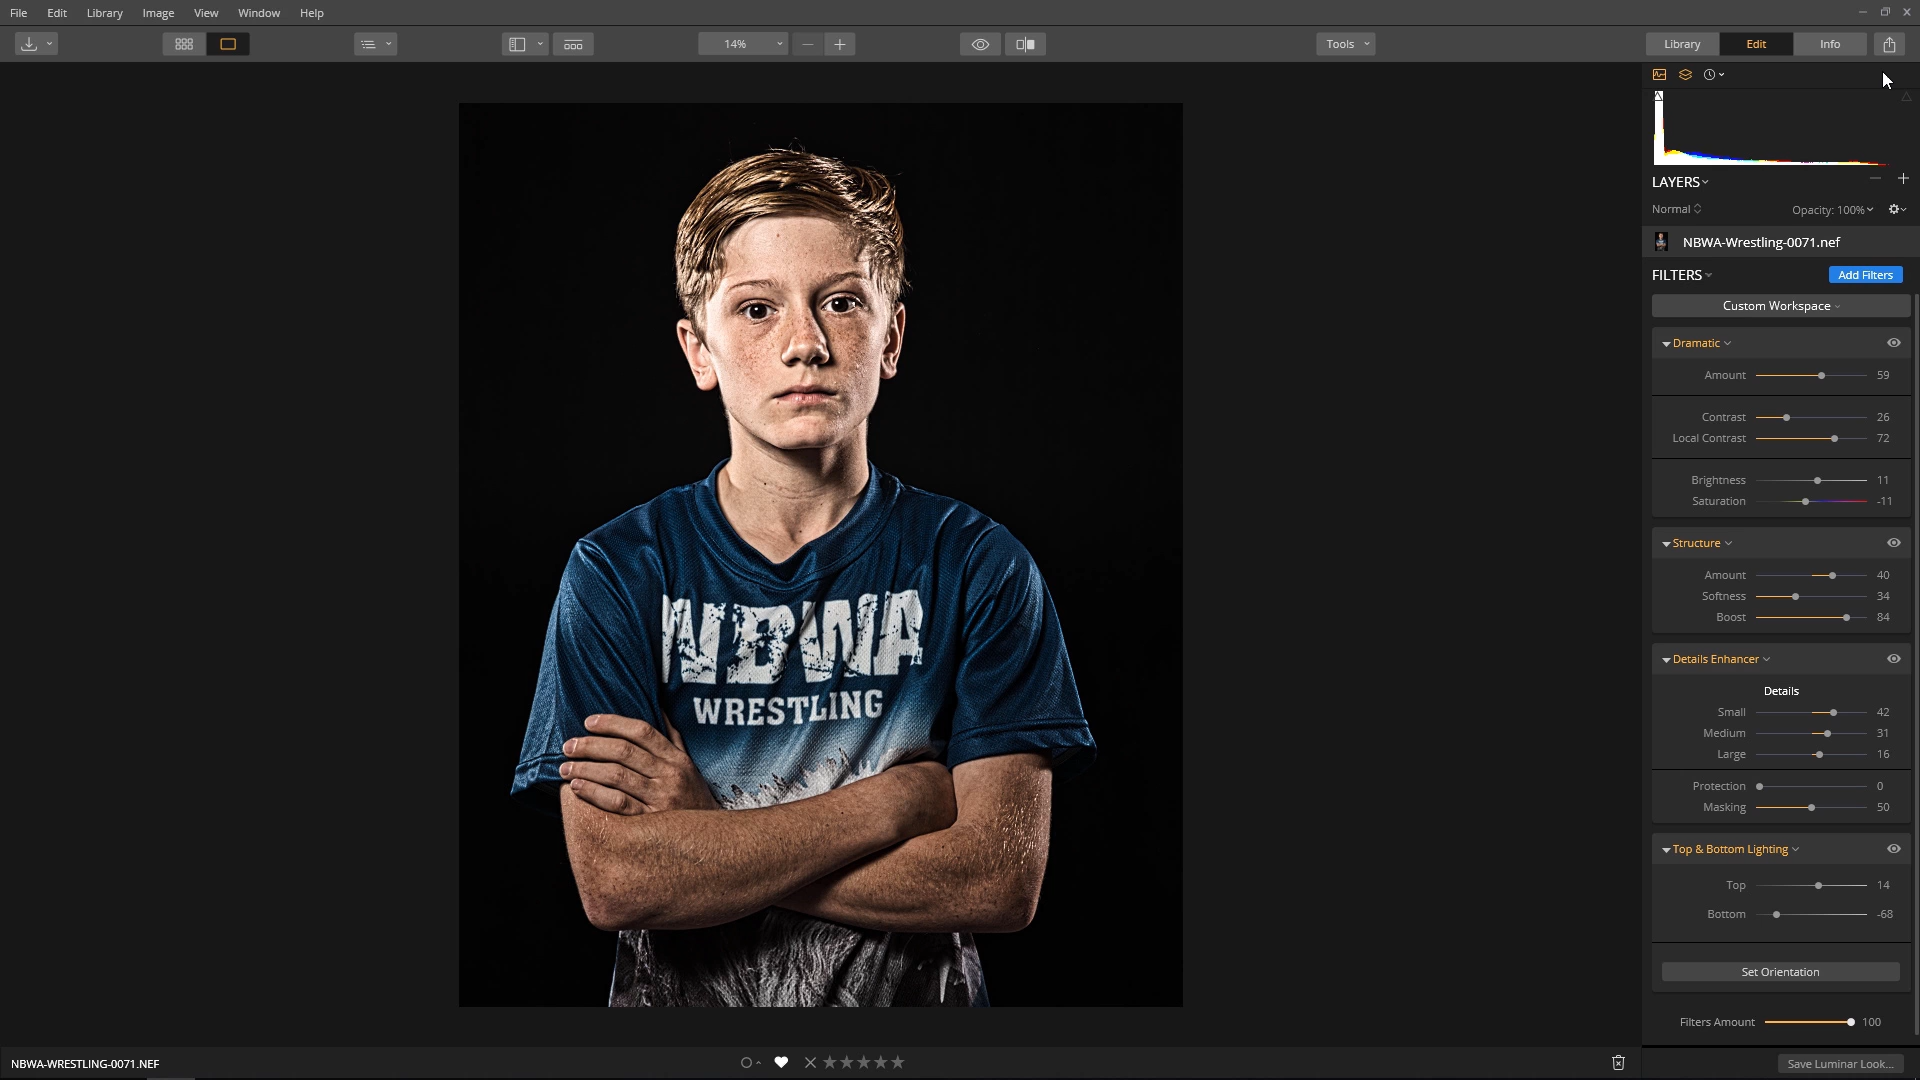 File Edit Library Image View Window Help
14% Tools Library Edit Info
LAYERS
Normal Opacity: 100%
NBWA-Wrestling-0071.nef
FILTERS Add Filters
Custom Workspace
Dramatic
Amount 59
Contrast 26
Local Contrast 72
Brightness 11
Saturation -11
Structure
Amount 40
Softness 34
Boost 84
Details Enhancer
Details
Small 42
Medium 31
Large 16
Protection 0
Masking 50
Top & Bottom Lighting
Top 14
Bottom -68
Set Orientation
Filters Amount 100
NBWA
WRESTLING
NBWA-WRESTLING-0071.NEF
Save Luminar Look...